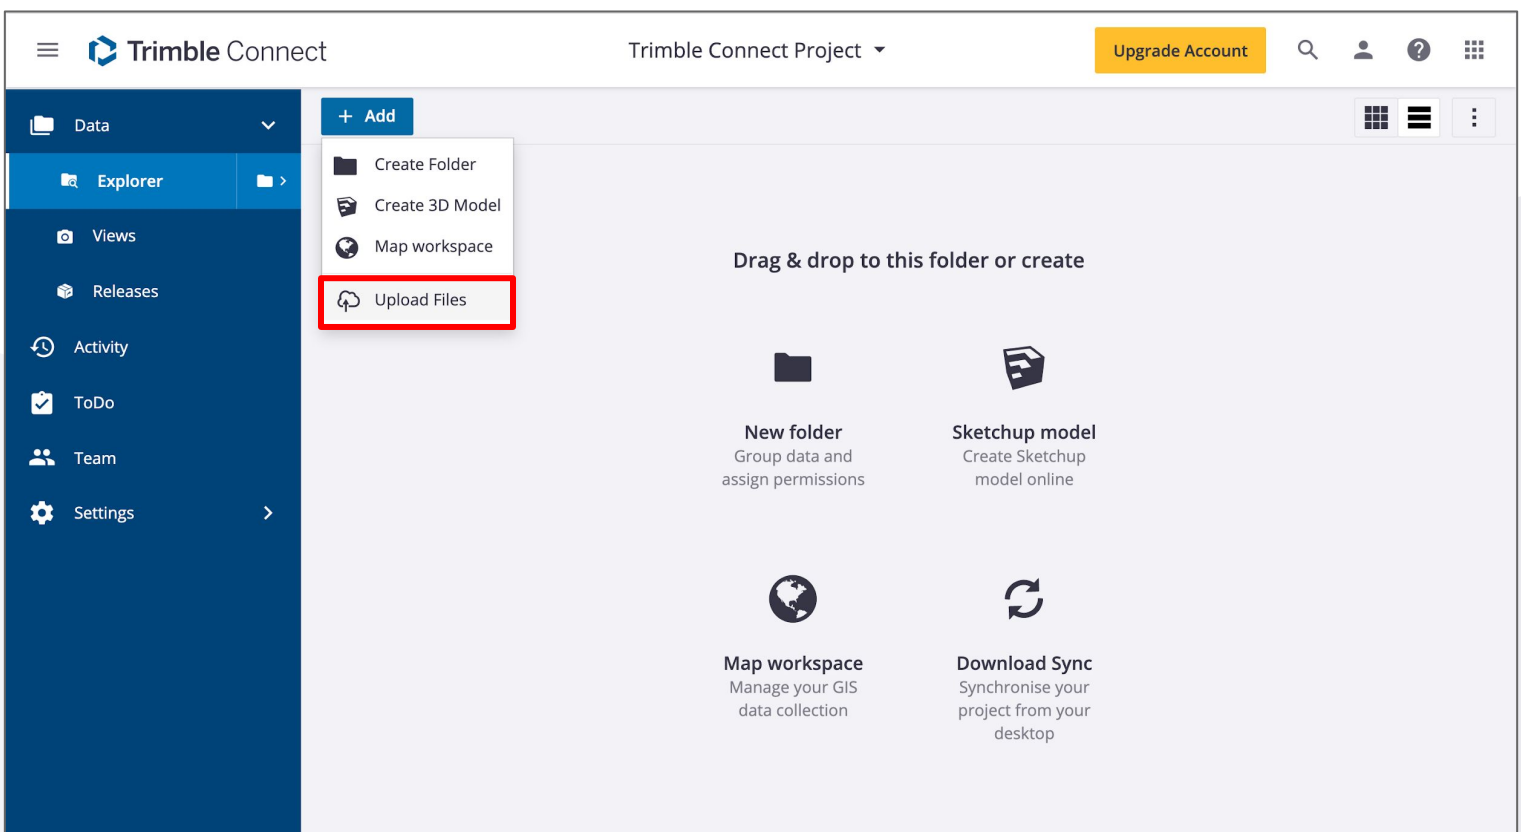 Trimble Connect
Trimble Connect Project
Upgrade Account
Data
+ Add
Explorer
Views
Releases
Activity
ToDo
Team
Settings
Create Folder
Create 3D Model
Map workspace
Upload Files
Drag & drop to this folder or create
New folder
Group data and
assign permissions
Sketchup model
Create Sketchup
model online
Map workspace
Manage your GIS
data collection
Download Sync
Synchronise your
project from your
desktop